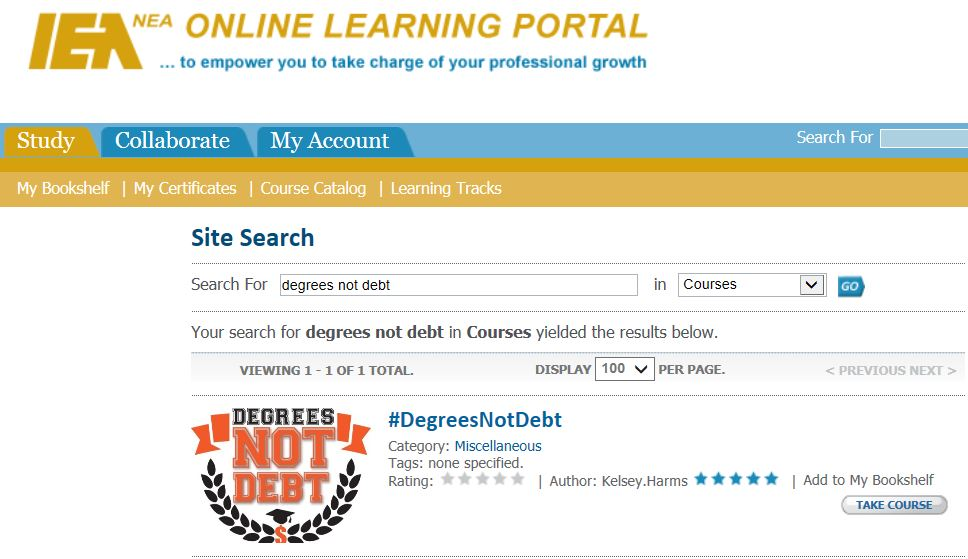 IEA NEA ONLINE LEARNING PORTAL
... to empower you to take charge of your professional growth
Study Collaborate My Account Search For
My Bookshelf | My Certificates | Course Catalog | Learning Tracks
Site Search
Search For degrees not debt in Courses GO
Your search for degrees not debt in Courses yielded the results below.
VIEWING 1 - 1 OF 1 TOTAL. DISPLAY 100 PER PAGE. < PREVIOUS NEXT >
DEGREES
NOT
DEBT
$
#DegreesNotDebt
Category: Miscellaneous
Tags: none specified.
Rating: | Author: Kelsey.Harms | Add to My Bookshelf
TAKE COURSE